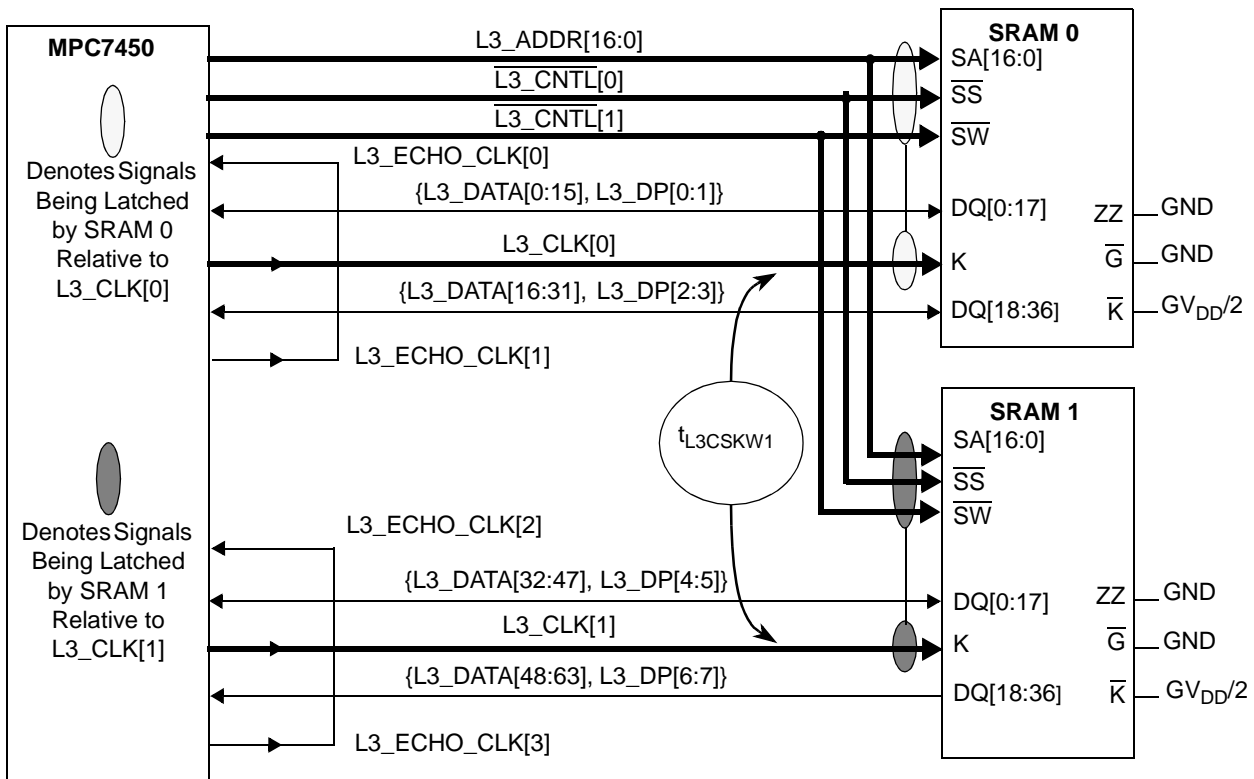 MPC7450
Denotes Signals
Being Latched
by SRAM 0
Relative to
L3_CLK[0]
Denotes Signals
Being Latched
by SRAM 1
Relative to
L3_CLK[1]
L3_ADDR[16:0]
L3_CNTL[0]
L3_CNTL[1]
L3_ECHO_CLK[0]
{L3_DATA[0:15], L3_DP[0:1]}
L3_CLK[0]
{L3_DATA[16:31], L3_DP[2:3]}
L3_ECHO_CLK[1]
tL3CSKW1
L3_ECHO_CLK[2]
{L3_DATA[32:47], L3_DP[4:5]}
L3_CLK[1]
{L3_DATA[48:63], L3_DP[6:7]}
L3_ECHO_CLK[3]
SRAM 0
SA[16:0]
SS
SW
DQ[0:17] ZZ GND
K G GND
DQ[18:36] K GVDD/2
SRAM 1
SA[16:0]
SS
SW
DQ[0:17] ZZ GND
K G GND
DQ[18:36] K GVDD/2